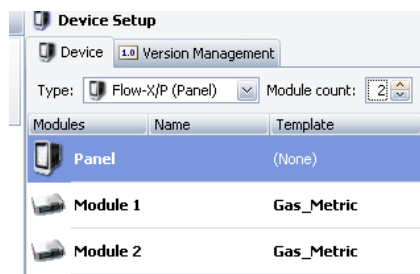 Device Setup
Device 1.0 Version Management
Type: Flow-X/P (Panel) Module count: 2
Modules Name Template
Panel (None)
Module 1 Gas_Metric
Module 2 Gas_Metric